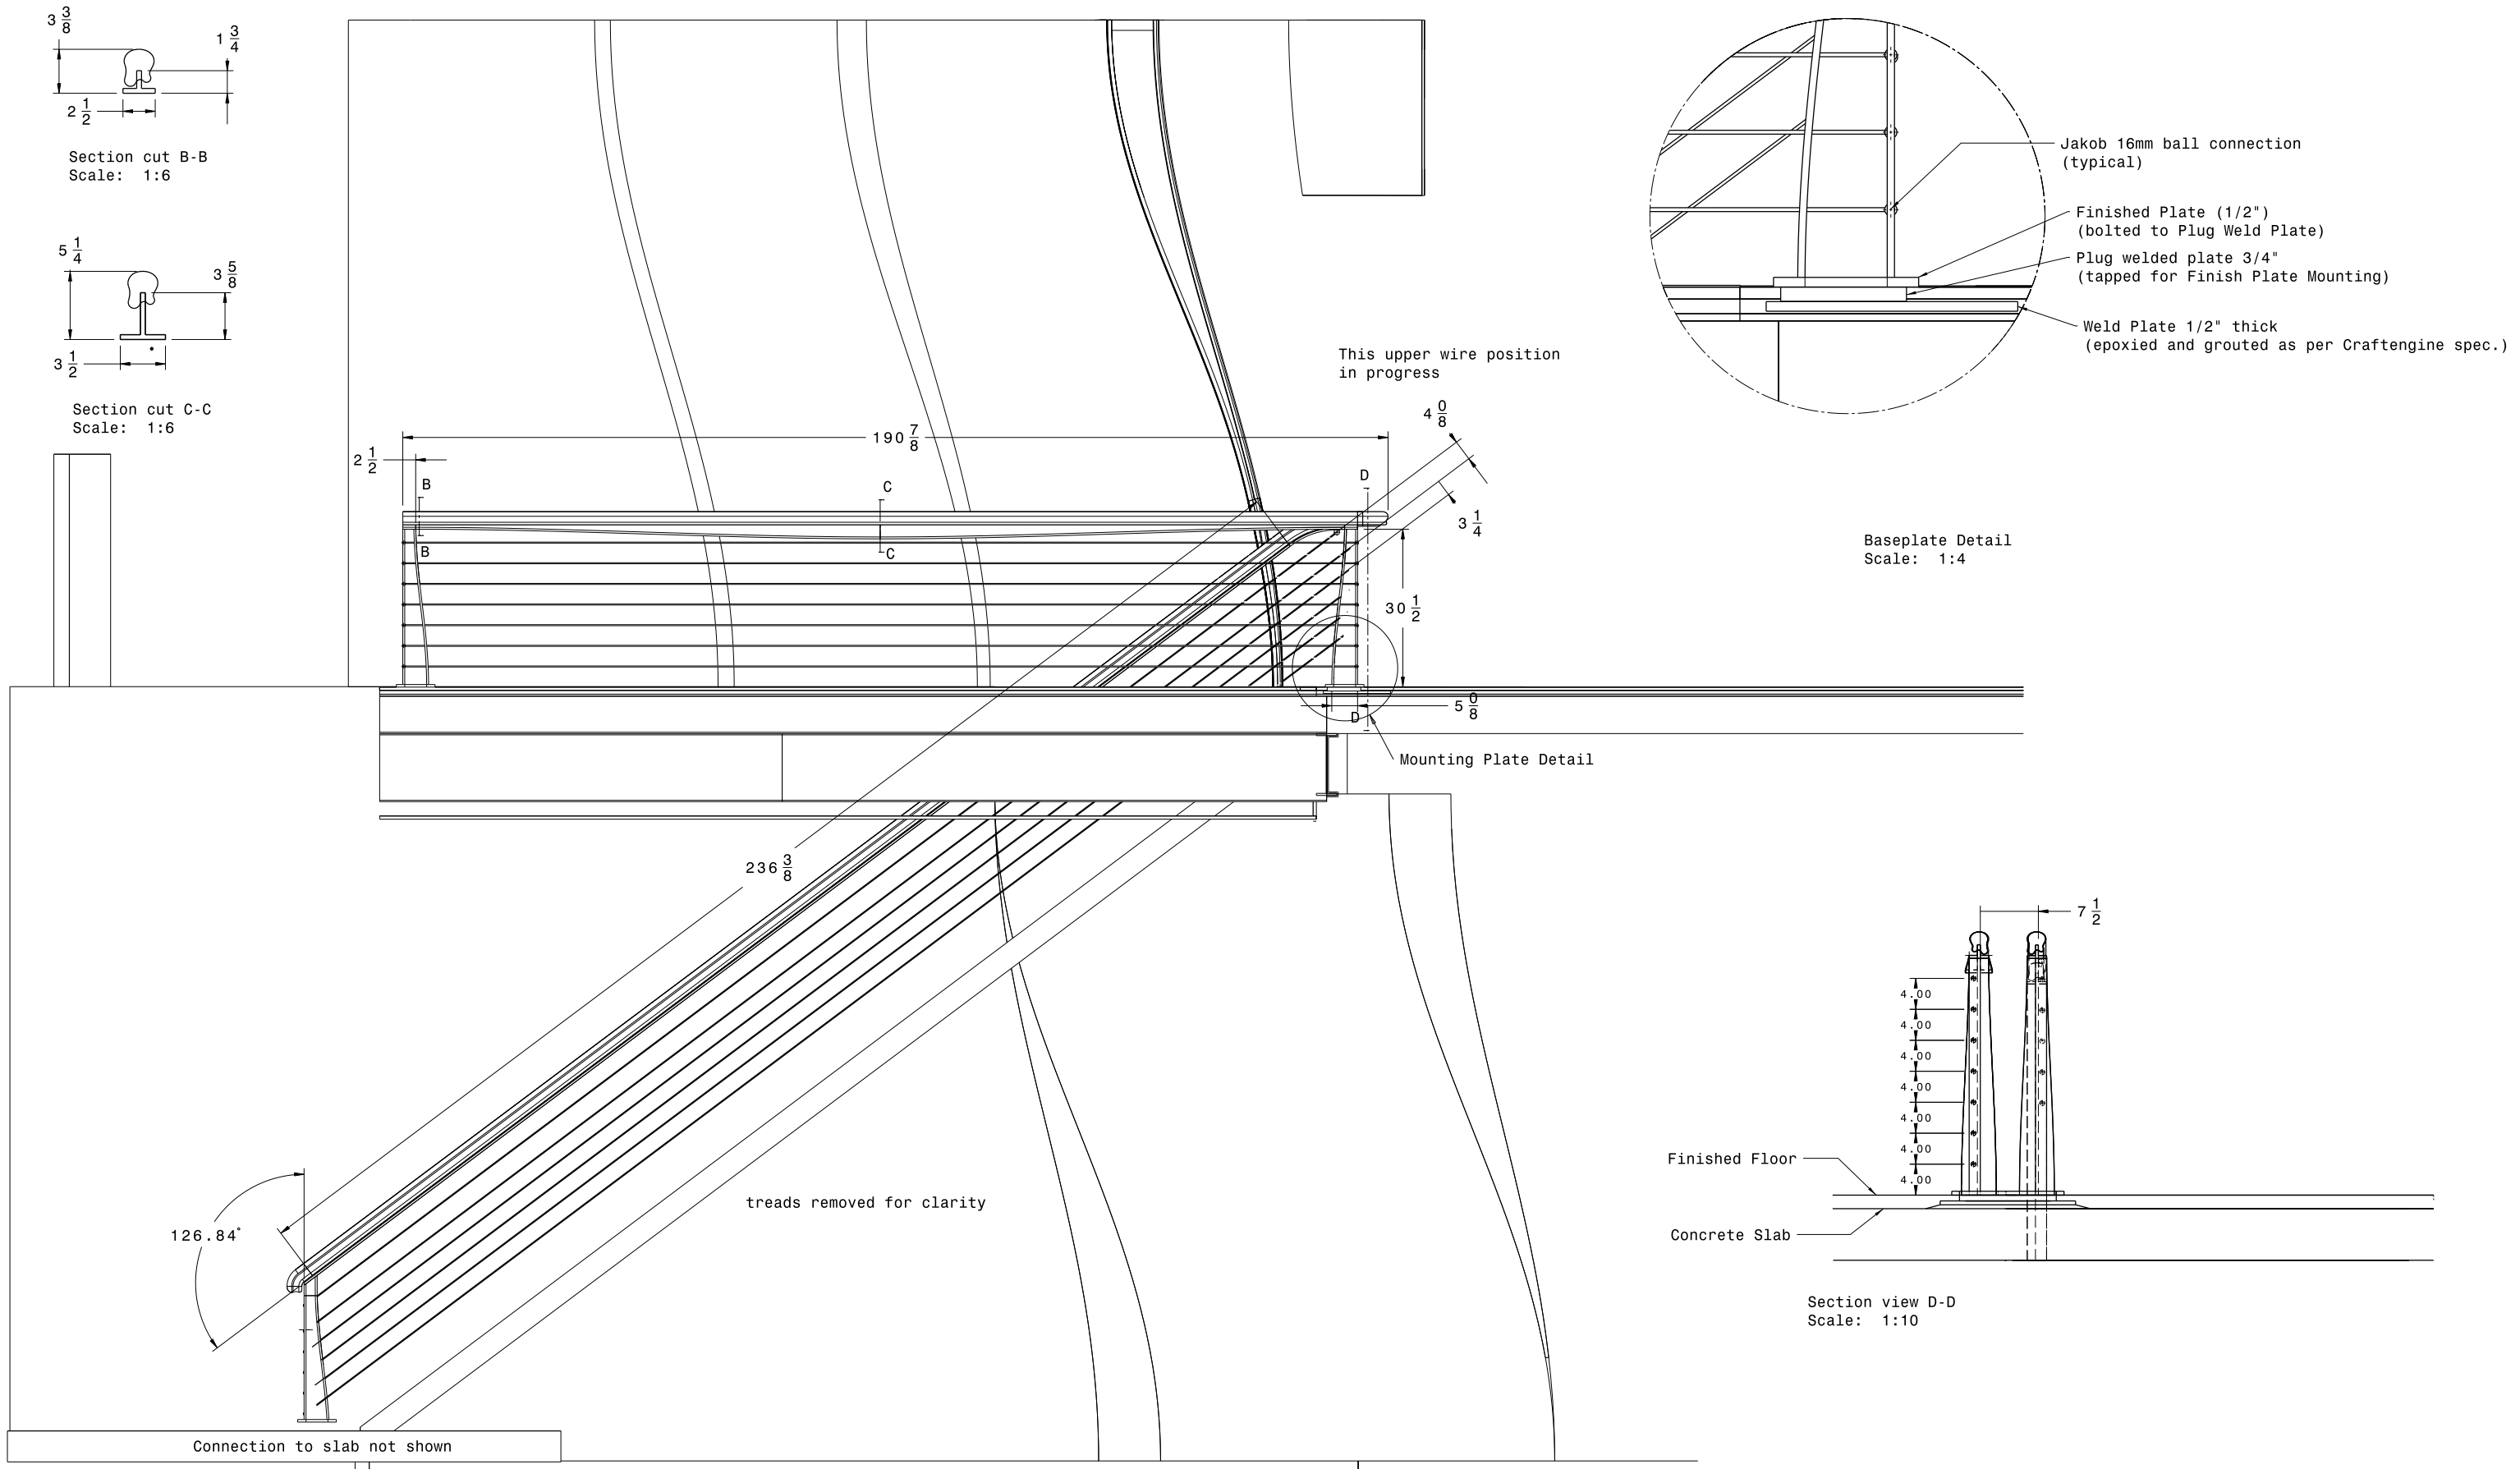 3 3/8
1 3/4
2 1/2
Section cut B-B
Scale: 1:6
5 1/4
3 5/8
3 1/2
Section cut C-C
Scale: 1:6
Jakob 16mm ball connection
(typical)
Finished Plate (1/2")
(bolted to Plug Weld Plate)
Plug welded plate 3/4"
(tapped for Finish Plate Mounting)
Weld Plate 1/2" thick
(epoxied and grouted as per Craftengine spec.)
Baseplate Detail
Scale: 1:4
This upper wire position
in progress
4 0/8
190 7/8
2 1/2
B
C
D
3 1/4
B
C
30 1/2
5 0/8
D
Mounting Plate Detail
236 3/8
126.84°
treads removed for clarity
Connection to slab not shown
7 1/2
4.00
4.00
4.00
4.00
4.00
4.00
4.00
Finished Floor
Concrete Slab
Section view D-D
Scale: 1:10